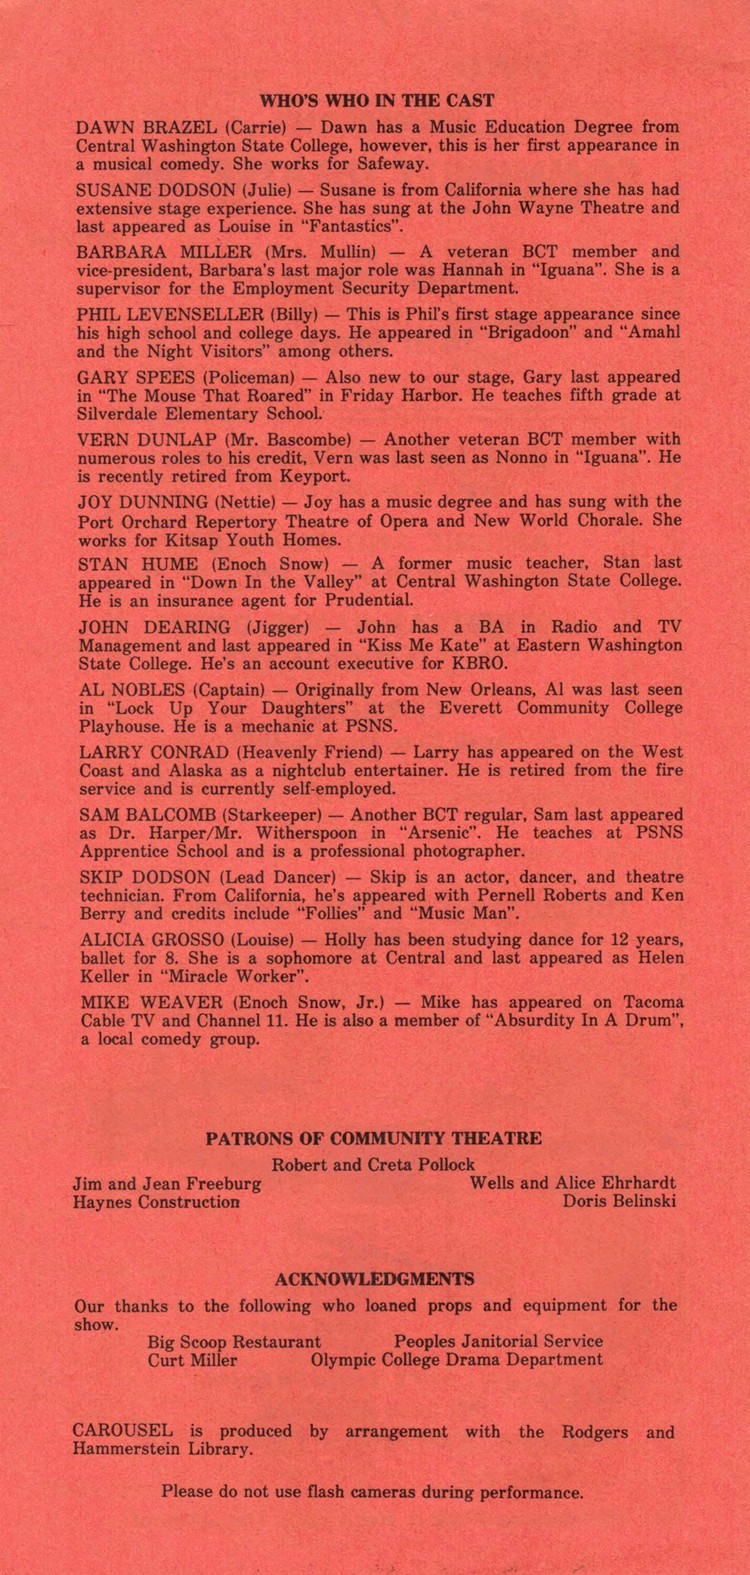 WHO'S WHO IN THE CAST
DAWN BRAZEL (Carrie) — Dawn has a Music Education Degree from
Central Washington State College, however, this is her first appearance in
a musical comedy. She works for Safeway.
SUSANE DODSON (Julie) — Susane is from California where she has had
extensive stage experience. She has sung at the John Wayne Theatre and
last appeared as Louise in “Fantastics”.
BARBARA MILLER (Mrs. Mullin) — A veteran BCT member and
vice-president, Barbara's last major role was Hannah in “Iguana”. She is a
supervisor for the Employment Security Department.
PHIL LEVENSELLER (Billy) — This is Phil's first stage appearance since
his high school and college days. He appeared in “Brigadoon” and “Amahl
and the Night Visitors” among others.
GARY SPEES (Policeman) — Also new to our stage, Gary last appeared
in “The Mouse That Roared” in Friday Harbor. He teaches fifth grade at
Silverdale Elementary School.
VERN DUNLAP (Mr. Bascombe) — Another veteran BCT member with
numerous roles to his credit, Vern was last seen as Nonno in “Iguana”. He
is recently retired from Keyport.
JOY DUNNING (Nettie) — Joy has a music degree and has sung with the
Port Orchard Repertory Theatre of Opera and New World Chorale. She
works for Kitsap Youth Homes.
STAN HUME (Enoch Snow) — A former music teacher, Stan last
appeared in “Down In the Valley” at Central Washington State College.
He is an insurance agent for Prudential.
JOHN DEARING (Jigger) — John has a BA in Radio and TV
Management and last appeared in “Kiss Me Kate” at Eastern Washington
State College. He's an account executive for KBRO.
AL NOBLES (Captain) — Originally from New Orleans, Al was last seen
in “Lock Up Your Daughters” at the Everett Community College
Playhouse. He is a mechanic at PSNS.
LARRY CONRAD (Heavenly Friend) — Larry has appeared on the West
Coast and Alaska as a nightclub entertainer. He is retired from the fire
service and is currently self-employed.
SAM BALCOMB (Starkeeper) — Another BCT regular, Sam last appeared
as Dr. Harper/Mr. Witherspoon in “Arsenic”. He teaches at PSNS
Apprentice School and is a professional photographer.
SKIP DODSON (Lead Dancer) — Skip is an actor, dancer, and theatre
technician. From California, he's appeared with Pernell Roberts and Ken
Berry and credits include “Follies” and “Music Man”.
ALICIA GROSSO (Louise) — Holly has been studying dance for 12 years,
ballet for 8. She is a sophomore at Central and last appeared as Helen
Keller in “Miracle Worker”.
MIKE WEAVER (Enoch Snow, Jr.) — Mike has appeared on Tacoma
Cable TV and Channel 11. He is also a member of “Absurdity In A Drum”,
a local comedy group.
PATRONS OF COMMUNITY THEATRE
Robert and Creta Pollock
Jim and Jean Freeburg Wells and Alice Ehrhardt
Haynes Construction Doris Belinski
ACKNOWLEDGMENTS
Our thanks to the following who loaned props and equipment for the
show.
Big Scoop Restaurant Peoples Janitorial Service
Curt Miller Olympic College Drama Department
CAROUSEL is produced by arrangement with the Rodgers and
Hammerstein Library.
Please do not use flash cameras during performance.